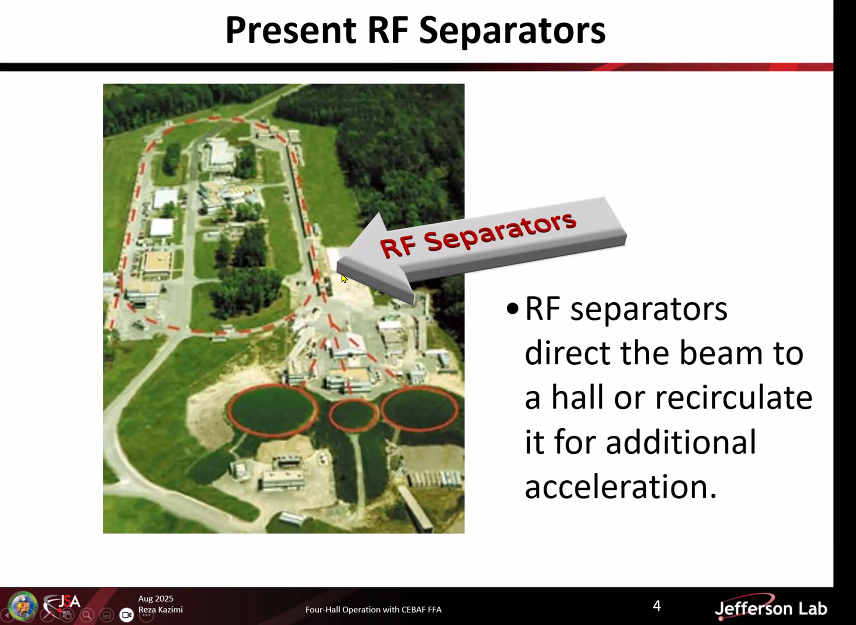 Present RF Separators
RF Separators
•RF separators
direct the beam to
a hall or recirculate
it for additional
acceleration.
JSA
Aug 2025
Reza Kazimi
Four-Hall Operation with CEBAF FFA
4
Jefferson Lab